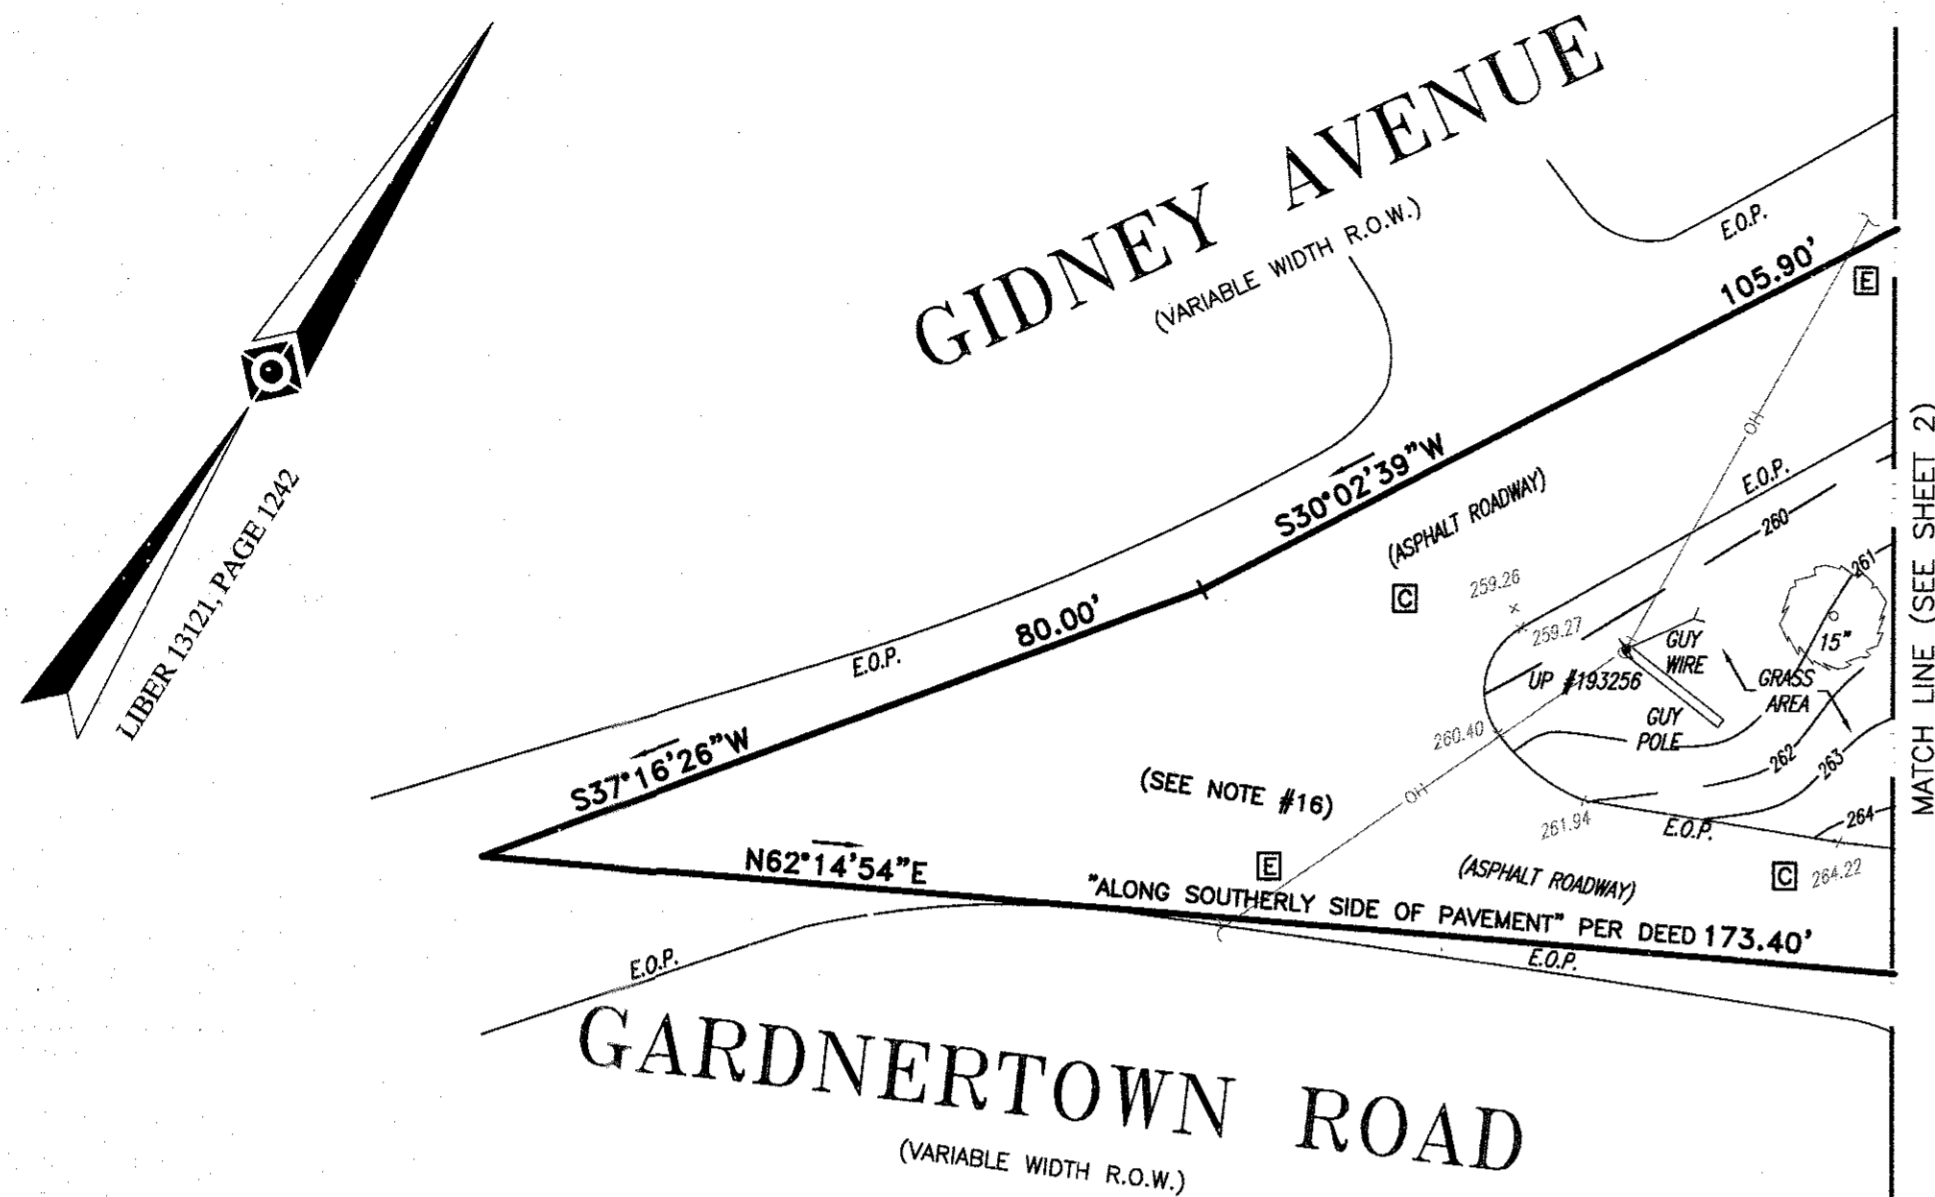 GIDNEY AVENUE
(VARIABLE WIDTH R.O.W.)
E.O.P.
105.90'
E
LIBER 13121, PAGE 1242
S30°02'39"W
(ASPHALT ROADWAY)
OH
E.O.P.
260
MATCH LINE (SEE SHEET 2)
C
259.26
259.27
261
15"
80.00'
E.O.P.
GUY
WIRE
UP #193256
GRASS
AREA
GUY
POLE
260.40
262
263
S37°16'26"W
(SEE NOTE #16)
OH
261.94
E.O.P.
264
264.22
N62°14'54"E
E
(ASPHALT ROADWAY)
C
"ALONG SOUTHERLY SIDE OF PAVEMENT" PER DEED 173.40'
E.O.P.
E.O.P.
GARDNERTOWN ROAD
(VARIABLE WIDTH R.O.W.)